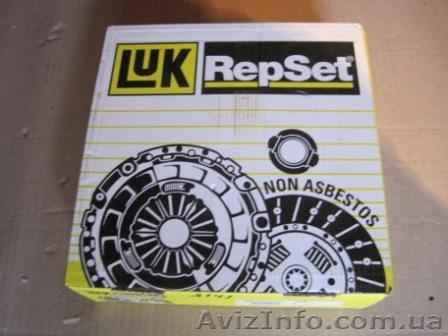 LUK RepSet®
NON ASBESTOS
AvizInfo.com.ua